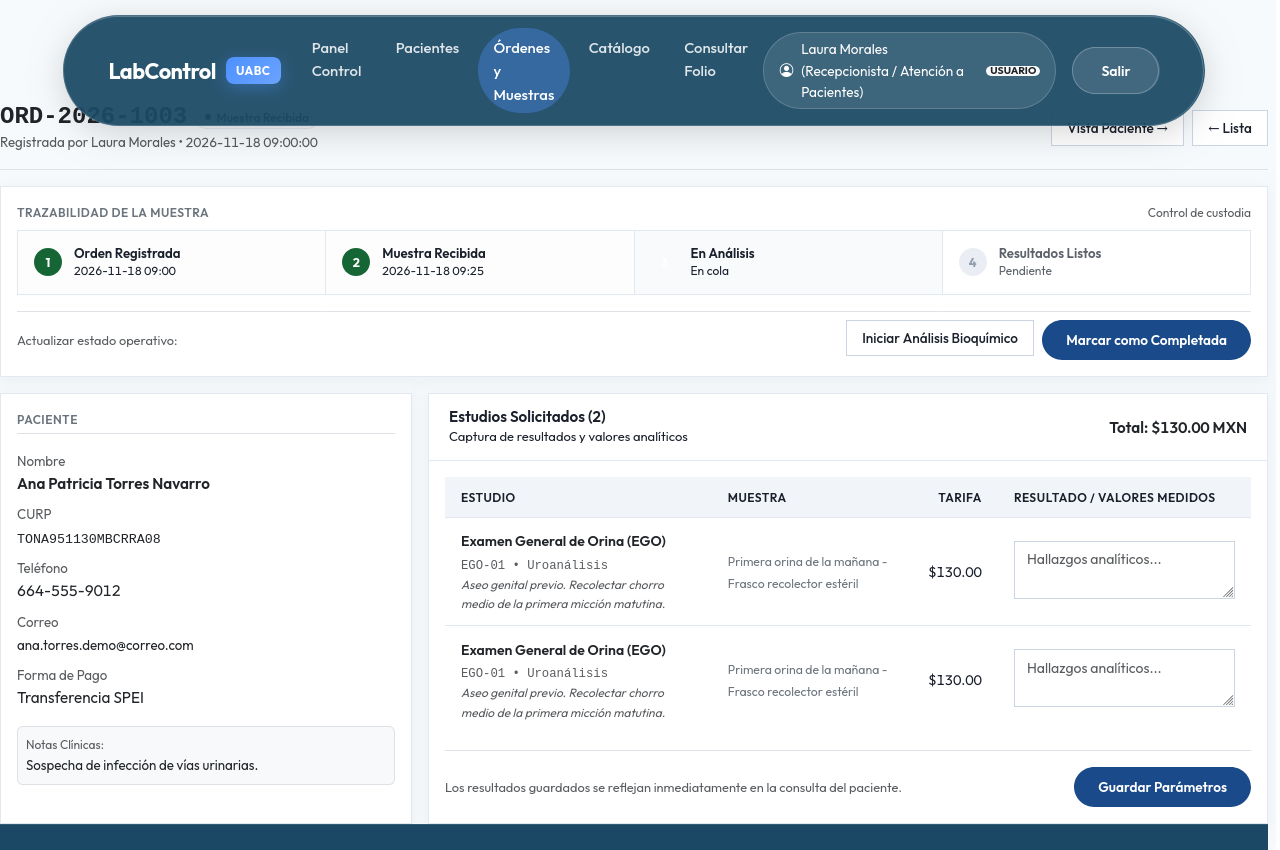 LabControl UABC
Panel Control
Pacientes
Órdenes y Muestras
Catálogo
Consultar Folio
Laura Morales (Recepcionista / Atención a Pacientes)
USUARIO
Salir
ORD-2026-1003
• Muestra Recibida
Registrada por Laura Morales • 2026-11-18 09:00:00
Vista Paciente →
← Lista
TRAZABILIDAD DE LA MUESTRA
Control de custodia
1
Orden Registrada
2026-11-18 09:00
2
Muestra Recibida
2026-11-18 09:25
En Análisis
En cola
4
Resultados Listos
Pendiente
Actualizar estado operativo:
Iniciar Análisis Bioquímico
Marcar como Completada
PACIENTE
Nombre
Ana Patricia Torres Navarro
CURP
TONA951130MBCRRA08
Teléfono
664-555-9012
Correo
ana.torres.demo@correo.com
Forma de Pago
Transferencia SPEI
Notas Clínicas:
Sospecha de infección de vías urinarias.
Estudios Solicitados (2)
Captura de resultados y valores analíticos
Total: $130.00 MXN
ESTUDIO MUESTRA TARIFA RESULTADO / VALORES MEDIDOS
Examen General de Orina (EGO)
EGO-01 • Uroanálisis
Aseo genital previo. Recolectar chorro
medio de la primera micción matutina.
Primera orina de la mañana -
Frasco recolector estéril
$130.00
Hallazgos analíticos...
Examen General de Orina (EGO)
EGO-01 • Uroanálisis
Aseo genital previo. Recolectar chorro
medio de la primera micción matutina.
Primera orina de la mañana -
Frasco recolector estéril
$130.00
Hallazgos analíticos...
Los resultados guardados se reflejan inmediatamente en la consulta del paciente.
Guardar Parámetros